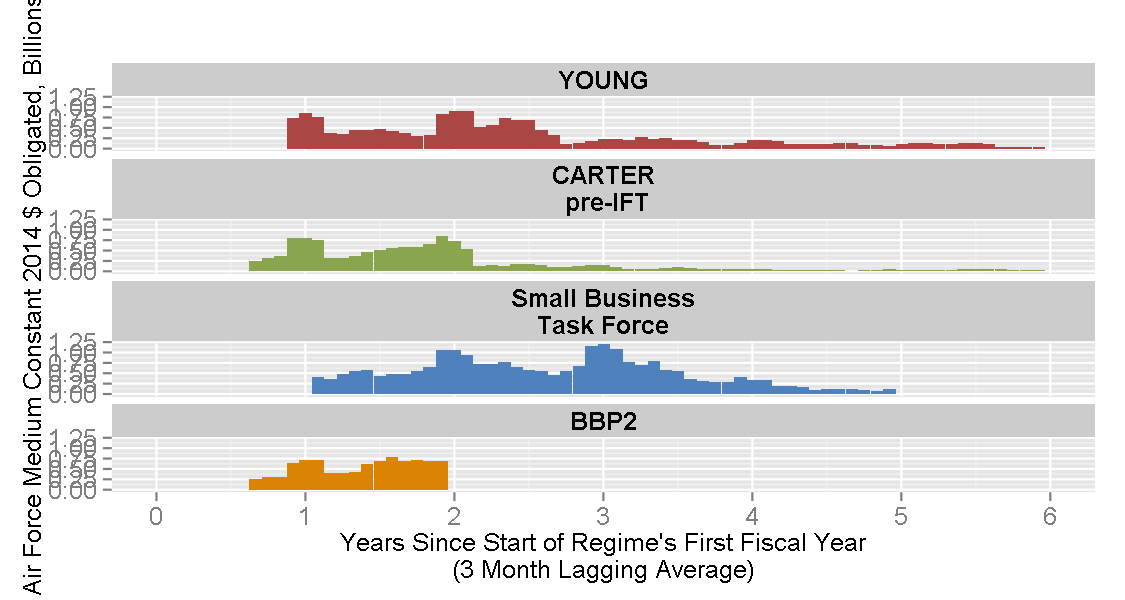 Air Force Medium Constant 2014 $ Obligated, Billions
YOUNG
1.25
1.00
0.75
0.50
0.25
0.00
CARTER
pre-IFT
1.25
1.00
0.75
0.50
0.25
0.00
Small Business
Task Force
1.25
1.00
0.75
0.50
0.25
0.00
BBP2
1.25
1.00
0.75
0.50
0.25
0.00
0 1 2 3 4 5 6
Years Since Start of Regime's First Fiscal Year
(3 Month Lagging Average)